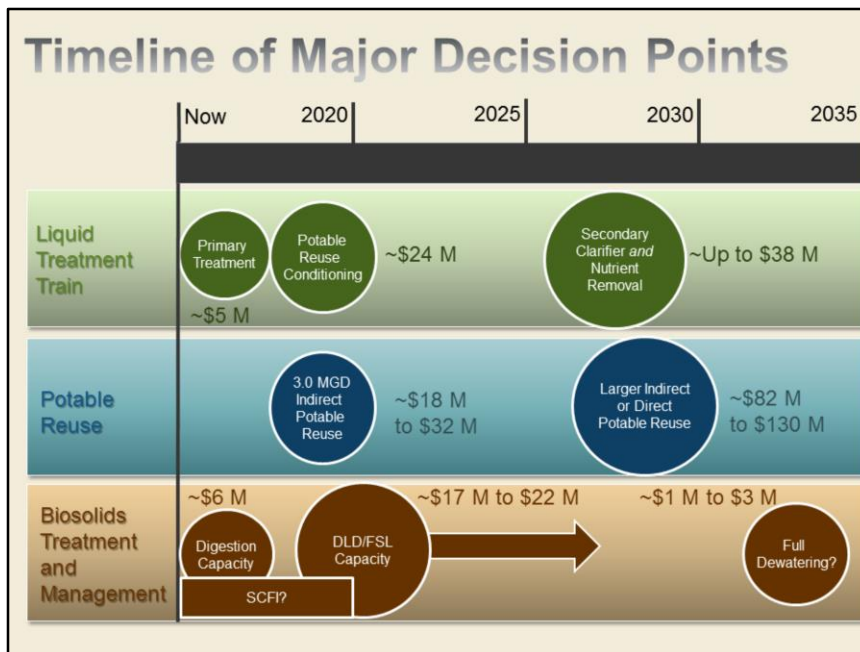 Timeline of Major Decision Points
Now
2020
2025
2030
2035
Liquid
Treatment
Train
Primary
Treatment
~$5 M
Potable
Reuse
Conditioning
~$24 M
Secondary
Clarifier and
Nutrient
Removal
~Up to $38 M
Potable
Reuse
3.0 MGD
Indirect
Potable
Reuse
~$18 M
to $32 M
Larger Indirect
or Direct
Potable Reuse
~$82 M
to $130 M
Biosolids
Treatment
and
Management
~$6 M
Digestion
Capacity
SCFI?
DLD/FSL
Capacity
~$17 M to $22 M
~$1 M to $3 M
Full
Dewatering?